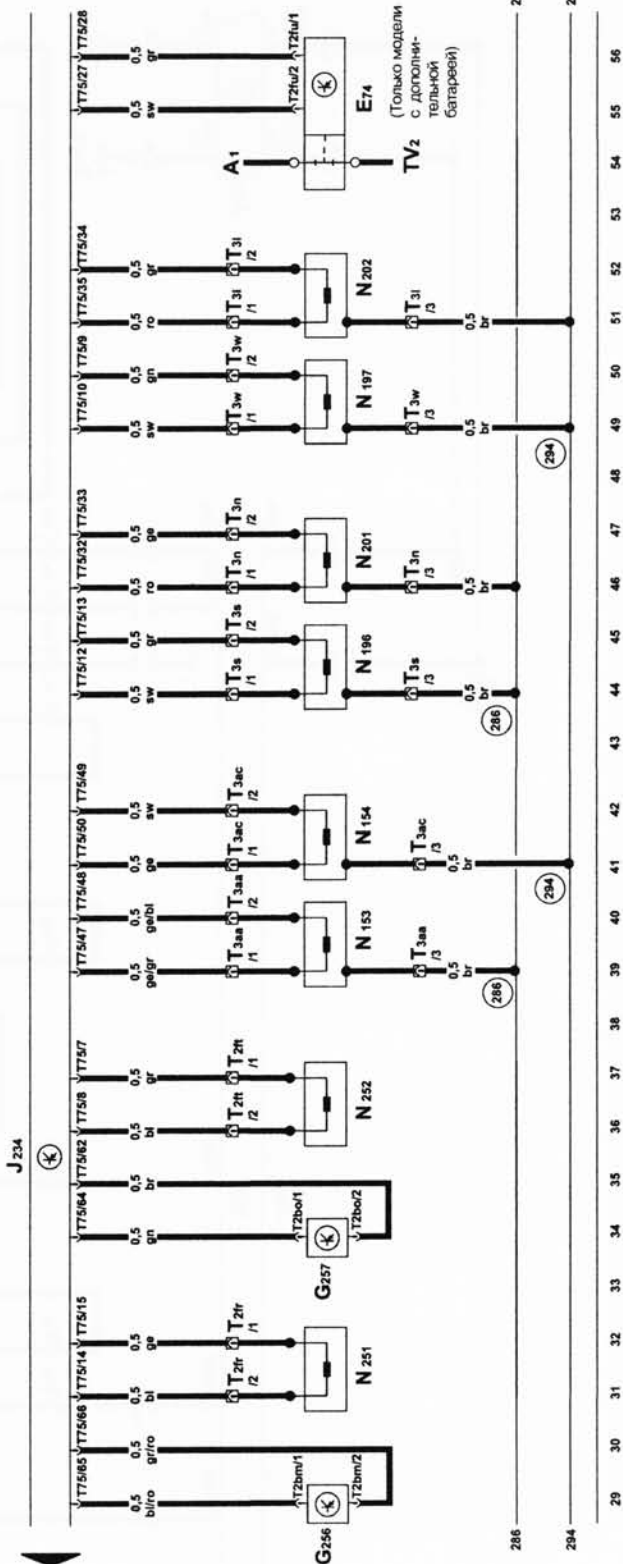 J 234
T75/65
T75/66
T75/14
T75/15
T75/64
T75/62
T75/8
T75/7
T75/47
T75/48
T75/50
T75/49
T75/12
T75/13
T75/32
T75/33
T75/10
T75/9
T75/35
T75/34
T75/27
T75/28
0,5 bl/ro
0,5 gr/ro
0,5 bl
0,5 ge
0,5 gn
0,5 br
0,5 bl
0,5 gr
0,5 ge/gr
0,5 ge/bl
0,5 ge
0,5 sw
0,5 sw
0,5 gr
0,5 ro
0,5 ge
0,5 sw
0,5 gn
0,5 ro
0,5 gr
0,5 sw
0,5 gr
T2bm/1
T2fr /2
T2fr /1
T2bo/1
T2ft /2
T2ft /1
T3aa /1
T3aa /2
T3ac /1
T3ac /2
T3s /1
T3s /2
T3n /1
T3n /2
T3w /1
T3w /2
T3l /1
T3l /2
A1
T2fu/2
T2fu/1
G256
T2bm/2
N 251
G257
T2bo/2
N 252
N 153
N 154
N 196
N 201
N 197
N 202
TV2
E74
(Только модели
с дополни-
тельной
батареей)
T3aa /3
T3ac /3
T3s /3
T3n /3
T3w /3
T3l /3
0,5 br
0,5 br
0,5 br
0,5 br
0,5 br
0,5 br
286
286
286
294
294
294
29
30
31
32
33
34
35
36
37
38
39
40
41
42
43
44
45
46
47
48
49
50
51
52
53
54
55
56